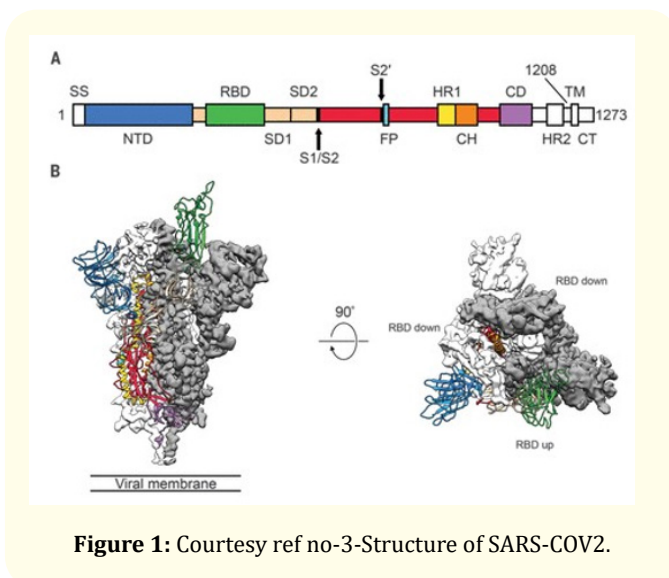 A
S2′
1208
SS
RBD
SD2
HR1
CD
TM
1
1273
NTD
SD1
FP
CH
HR2
CT
S1/S2
B
90°
RBD down
RBD down
RBD up
Viral membrane
Figure 1: Courtesy ref no-3-Structure of SARS-COV2.